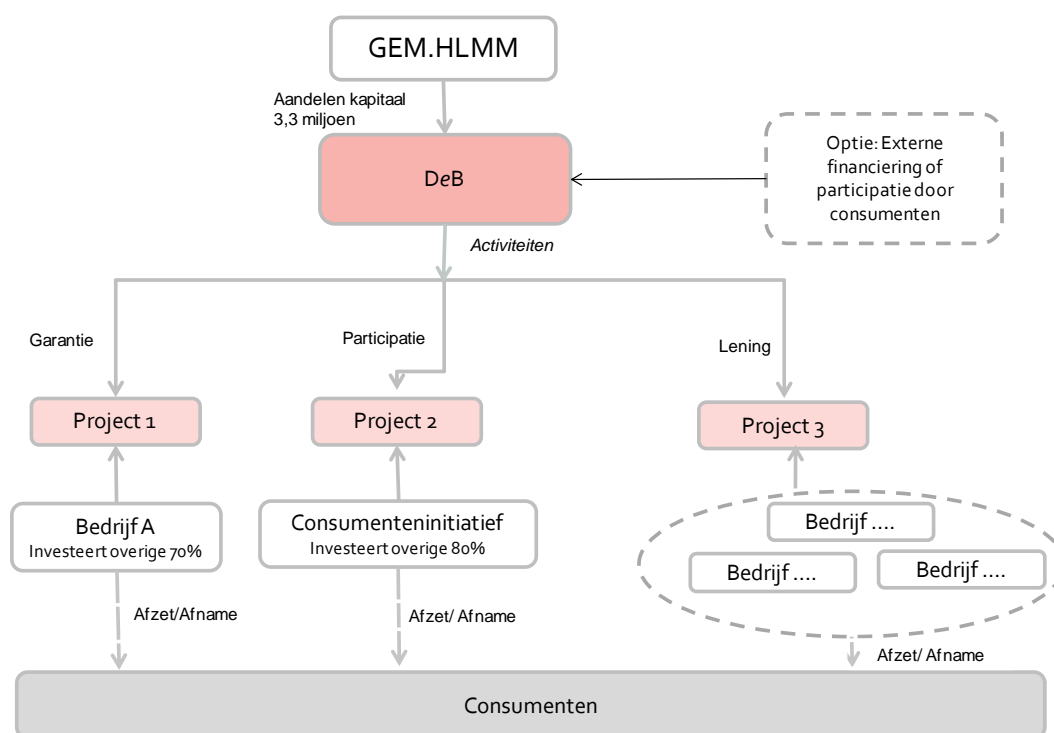 GEM.HLMM
Aandelen kapitaal
3,3 miljoen
Optie: Externe
financiering of
participatie door
consumenten
DeB
Activiteiten
Garantie
Participatie
Lening
Project 1
Project 2
Project 3
Bedrijf A
Investeert overige 70%
Consumenteninitiatief
Investeert overige 80%
Bedrijf ....
Bedrijf ....
Bedrijf ....
Afzet/Afname
Afzet/ Afname
Afzet/ Afname
Consumenten